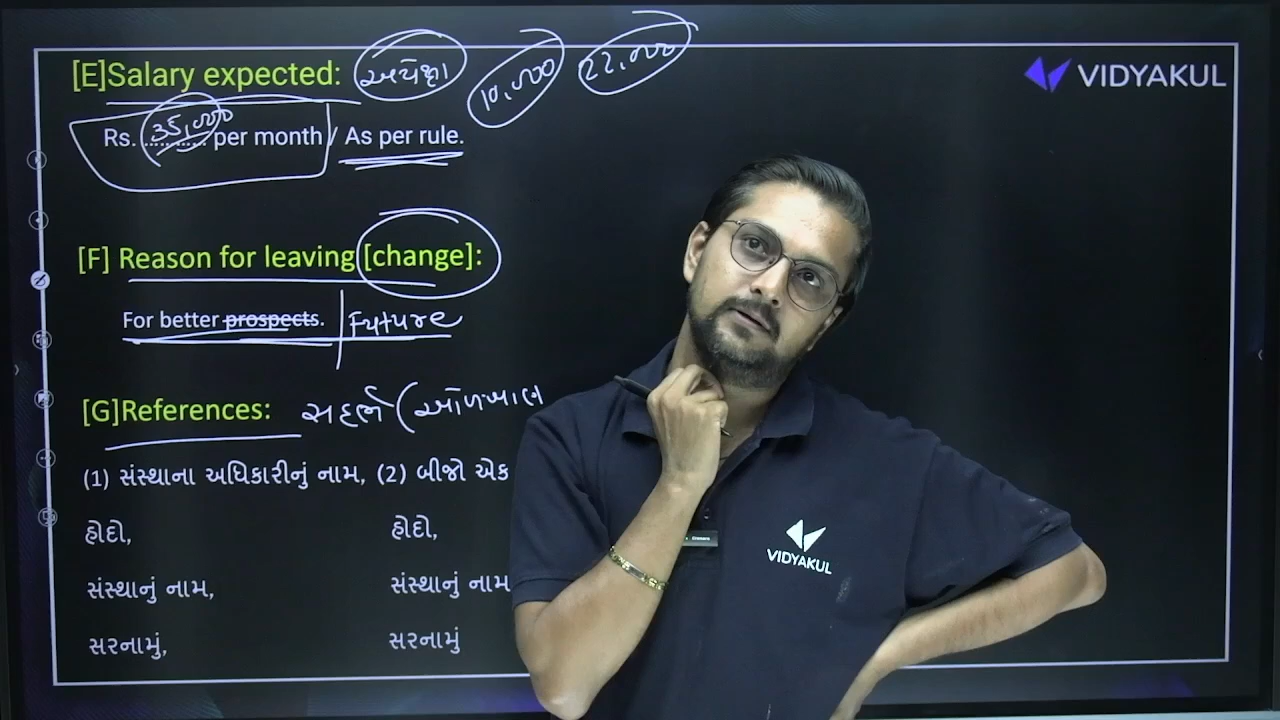 [E]Salary expected: અપેક્ષા 10,000 22,000
VIDYAKUL
Rs. 35,000 per month / As per rule.
[F] Reason for leaving [change]:
For better prospects. Future
[G]References: સંદર્ભ (ઓળખાણ
(1) સંસ્થાના અધિકારીનું નામ, (2) બીજો એક
હોદો, હોદો,
સંસ્થાનું નામ, સંસ્થાનું નામ
સરનામું, સરનામું
VIDYAKUL